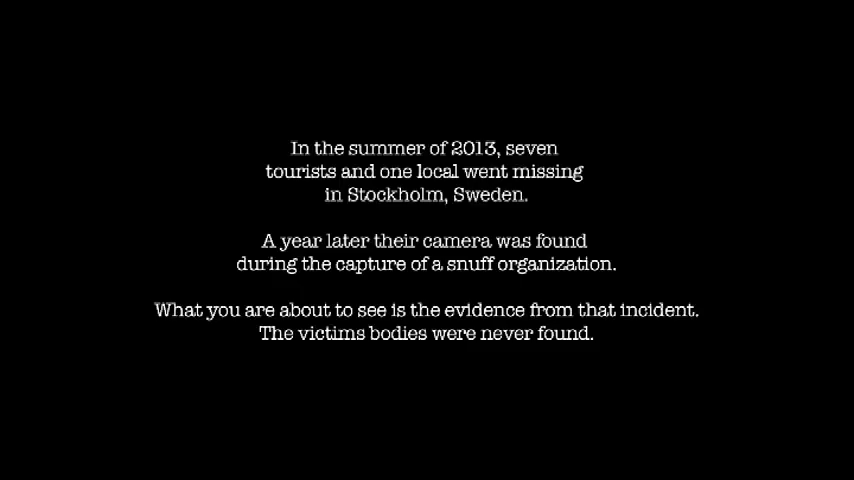 In the summer of 2013, seven
tourists and one local went missing
in Stockholm, Sweden.
A year later their camera was found
during the capture of a snuff organization.
What you are about to see is the evidence from that incident.
The victims bodies were never found.